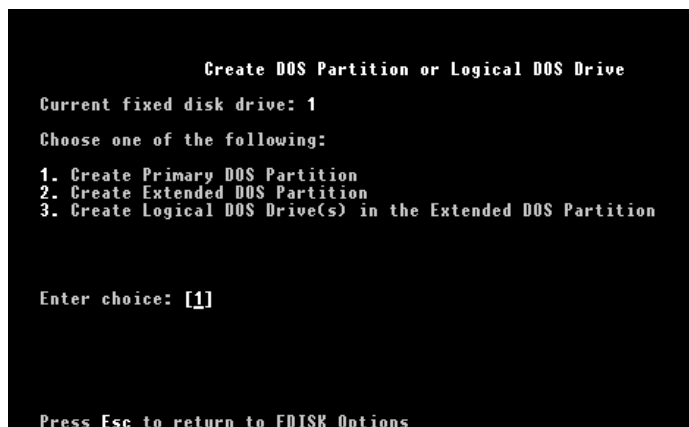 Create DOS Partition or Logical DOS Drive
Current fixed disk drive: 1
Choose one of the following:
1. Create Primary DOS Partition
2. Create Extended DOS Partition
3. Create Logical DOS Drive(s) in the Extended DOS Partition
Enter choice: [1]
Press Esc to return to FDISK Options